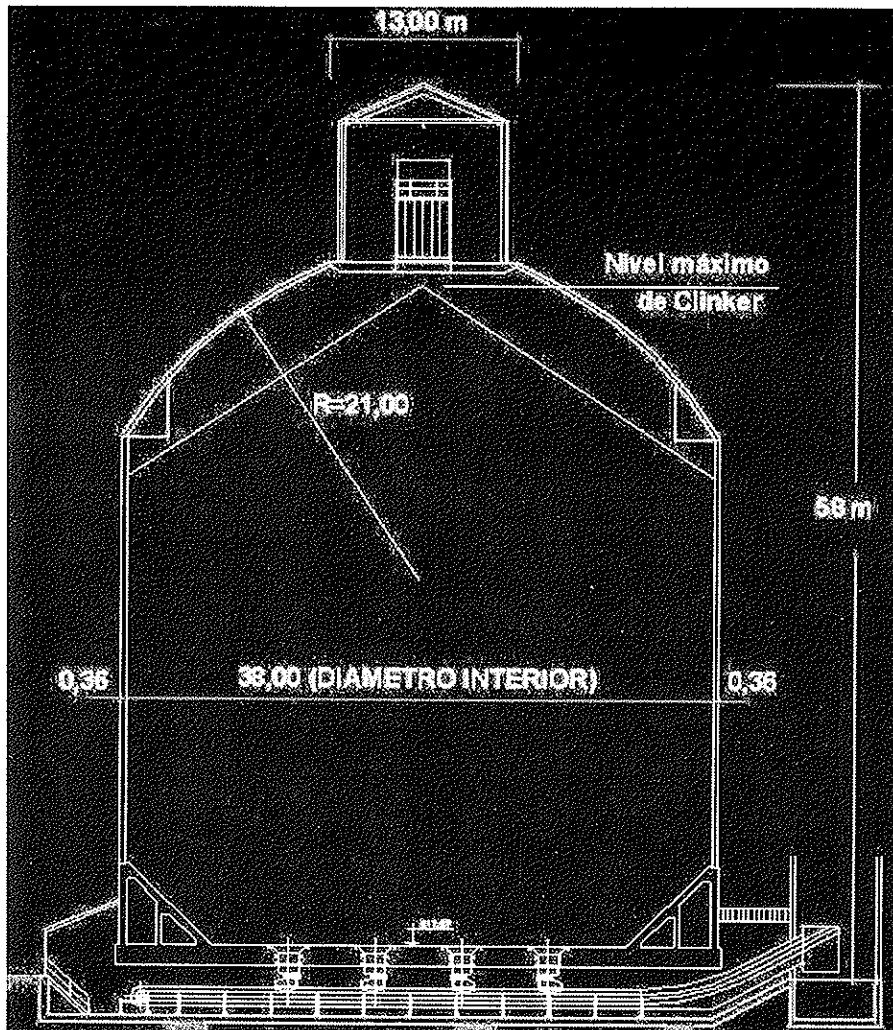 13,00 m
Nivel máximo
de Clinker
R=21,00
58 m
0,36
38,00 (DIAMETRO INTERIOR)
0,36